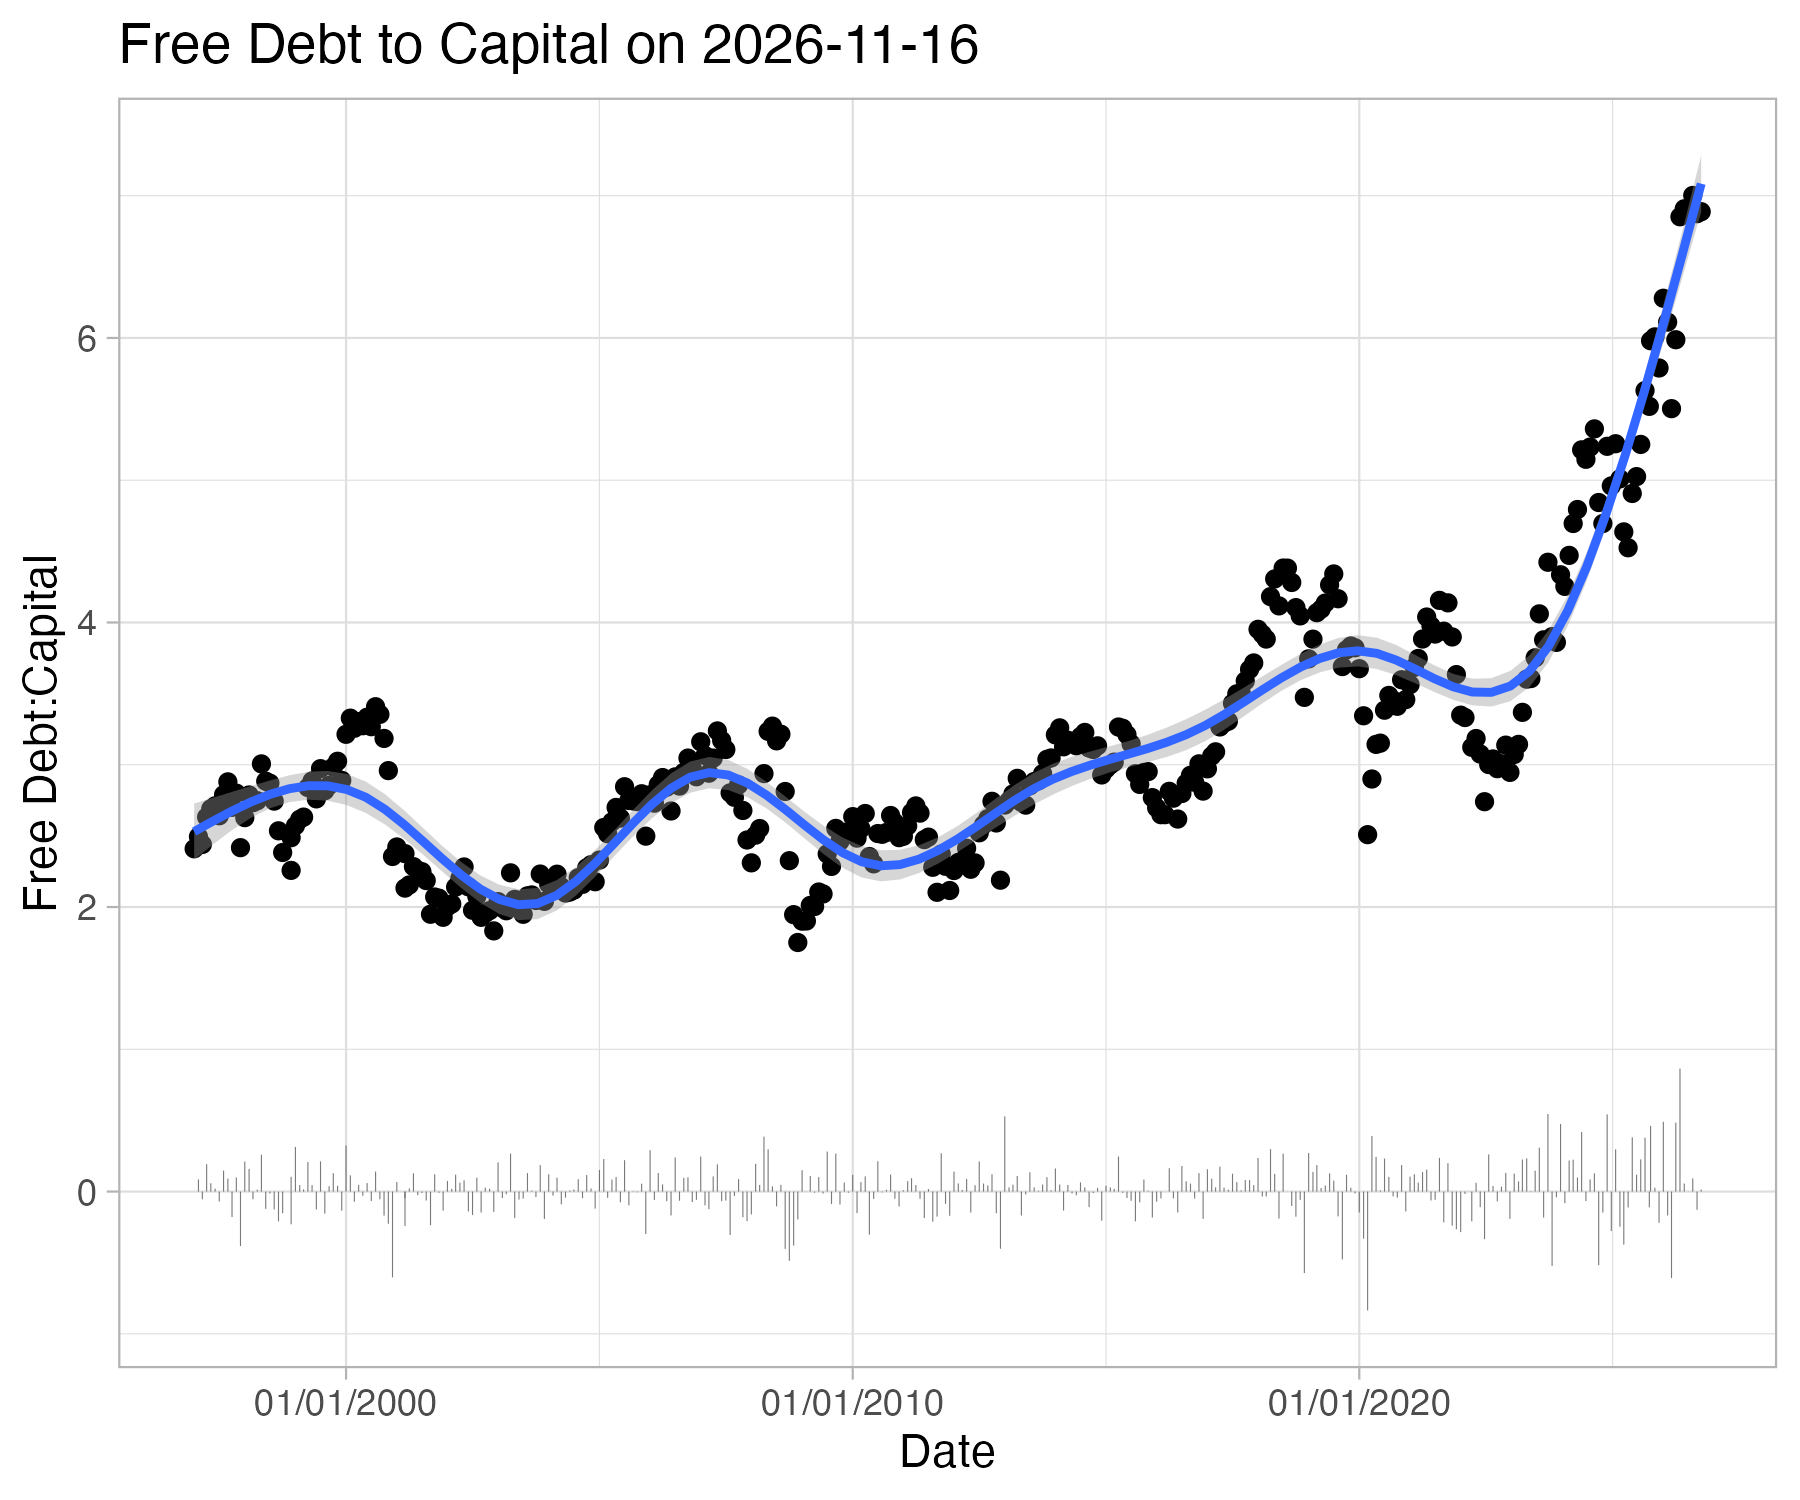 Free Debt to Capital on 2026-11-16
Free Debt:Capital
6
4
2
0
01/01/2000
01/01/2010
01/01/2020
Date